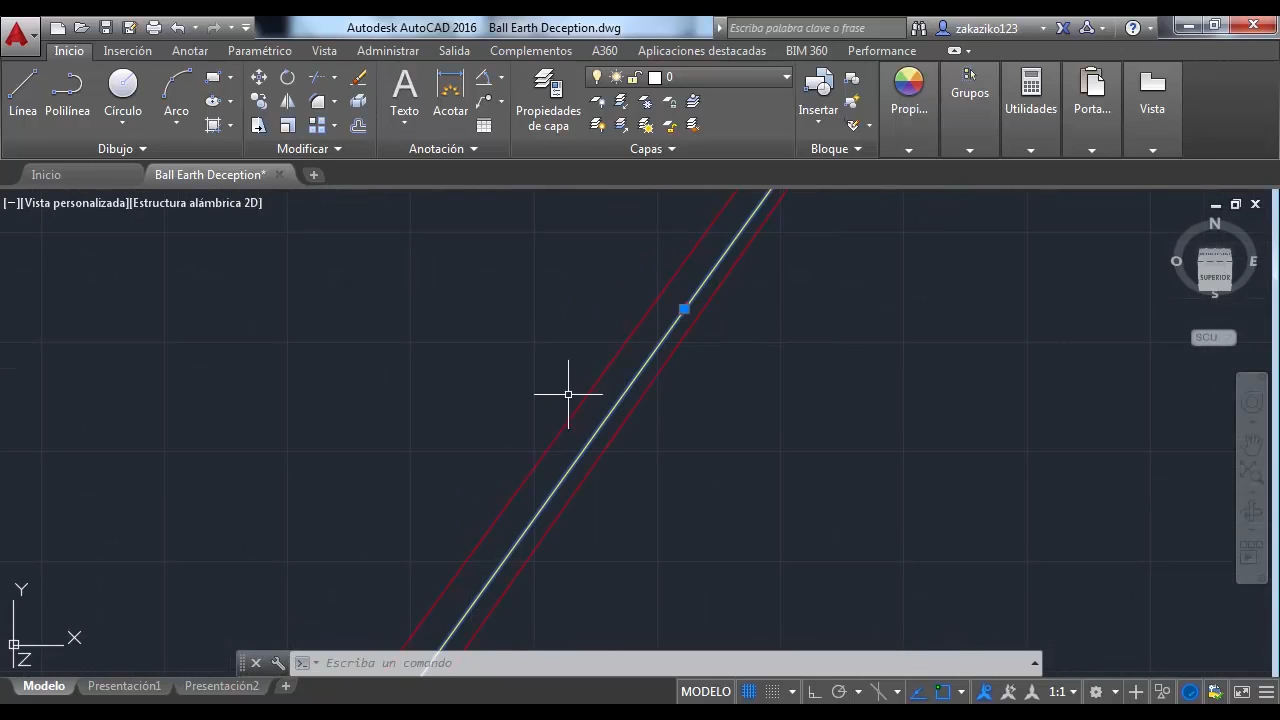 Autodesk AutoCAD 2016 Ball Earth Deception.dwg
Escriba palabra clave o frase
zakaziko123
Inicio Inserción Anotar Paramétrico Vista Administrar Salida Complementos A360 Aplicaciones destacadas BIM 360 Performance
0
Línea Polilínea Círculo Arco Texto Acotar Propiedades de capa Insertar Propi... Grupos Utilidades Porta... Vista
Dibujo Modificar Anotación Capas Bloque
Inicio Ball Earth Deception*
[−][Vista personalizada][Estructura alámbrica 2D]
N
O E
SUPERIOR
S
SCU
Y
X
Z
Escriba un comando
Modelo Presentación1 Presentación2
MODELO 1:1